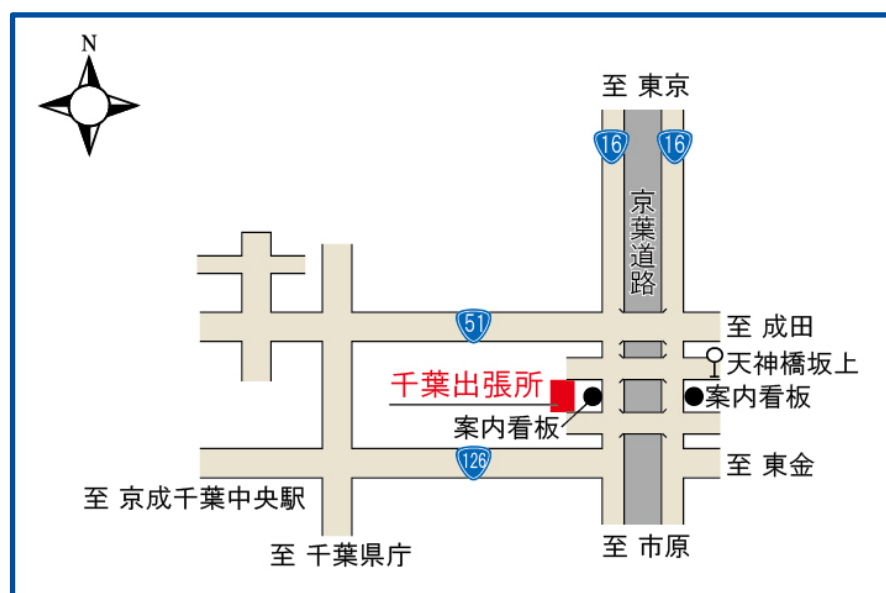 N
至 東京
16
16
京葉道路
51
至 成田
天神橋坂上
千葉出張所
案内看板
案内看板
126
至 東金
至 京成千葉中央駅
至 千葉県庁
至 市原